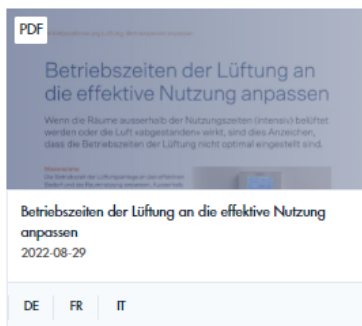 PDF
Betriebszeiten der Lüftung an
die effektive Nutzung anpassen
Wenn die Räume ausserhalb der Nutzungszeiten (intensiv) belüftet
werden oder die Luft «abgestanden» wirkt, sind dies Anzeichen,
dass die Betriebszeiten der Lüftung nicht optimal eingestellt sind.
Betriebszeiten der Lüftung an die effektive Nutzung
anpassen
2022-08-29
DE FR IT